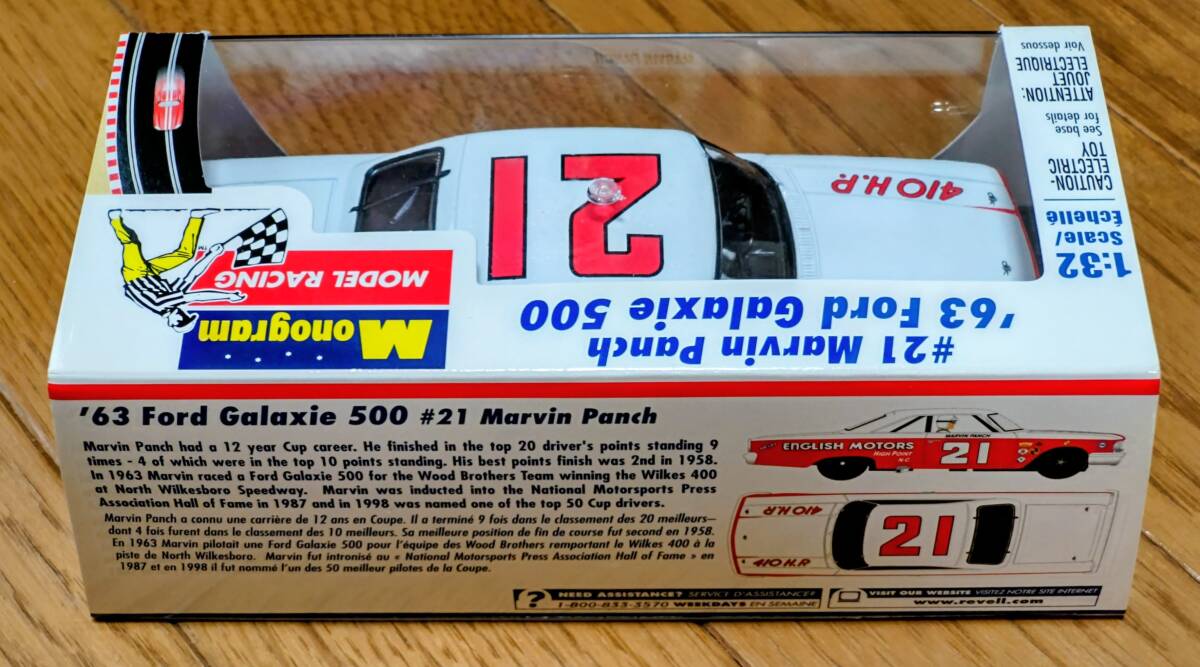 Voir dessous
ÉLECTRIQUE
JOUET
ATTENTION:
See base
for details
TOY
ELECTRIC
CAUTION-
1:32
Scale/
Échelle
21
410 H.P.
MODEL RACING
TM
Monogram
#21 Marvin Panch
'63 Ford Galaxie 500
'63 Ford Galaxie 500 #21 Marvin Panch
Marvin Panch had a 12 year Cup career. He finished in the top 20 driver's points standing 9
times - 4 of which were in the top 10 points standing. His best points finish was 2nd in 1958.
In 1963 Marvin raced a Ford Galaxie 500 for the Wood Brothers Team winning the Wilkes 400
at North Wilkesboro Speedway. Marvin was inducted into the National Motorsports Press
Association Hall of Fame in 1987 and in 1998 was named one of the top 50 Cup drivers.
Marvin Panch a connu une carrière de 12 ans en Coupe. Il a terminé 9 fois dans le classement des 20 meilleurs—
dont 4 fois furent dans le classement des 10 meilleurs. Sa meilleure position de fin de course fut second en 1958.
En 1963 Marvin pilotait une Ford Galaxie 500 pour l'équipe des Wood Brothers remportant le Wilkes 400 à la
piste de North Wilkesboro. Marvin fut intronisé au « National Motorsports Press Association Hall of Fame » en
1987 et en 1998 il fut nommé l'un des 50 meilleur pilotes de la Coupe.
MARVIN PANCH
ENGLISH MOTORS
HIGH POINT
N.C.
21
410 H.P.
21
410 H.P.
? NEED ASSISTANCE? SERVICE D'ASSISTANCE?
1-800-833-3570 WEEKDAYS EN SEMAINE
VISIT OUR WEBSITE VISITEZ NOTRE SITE INTERNET
www.revell.com